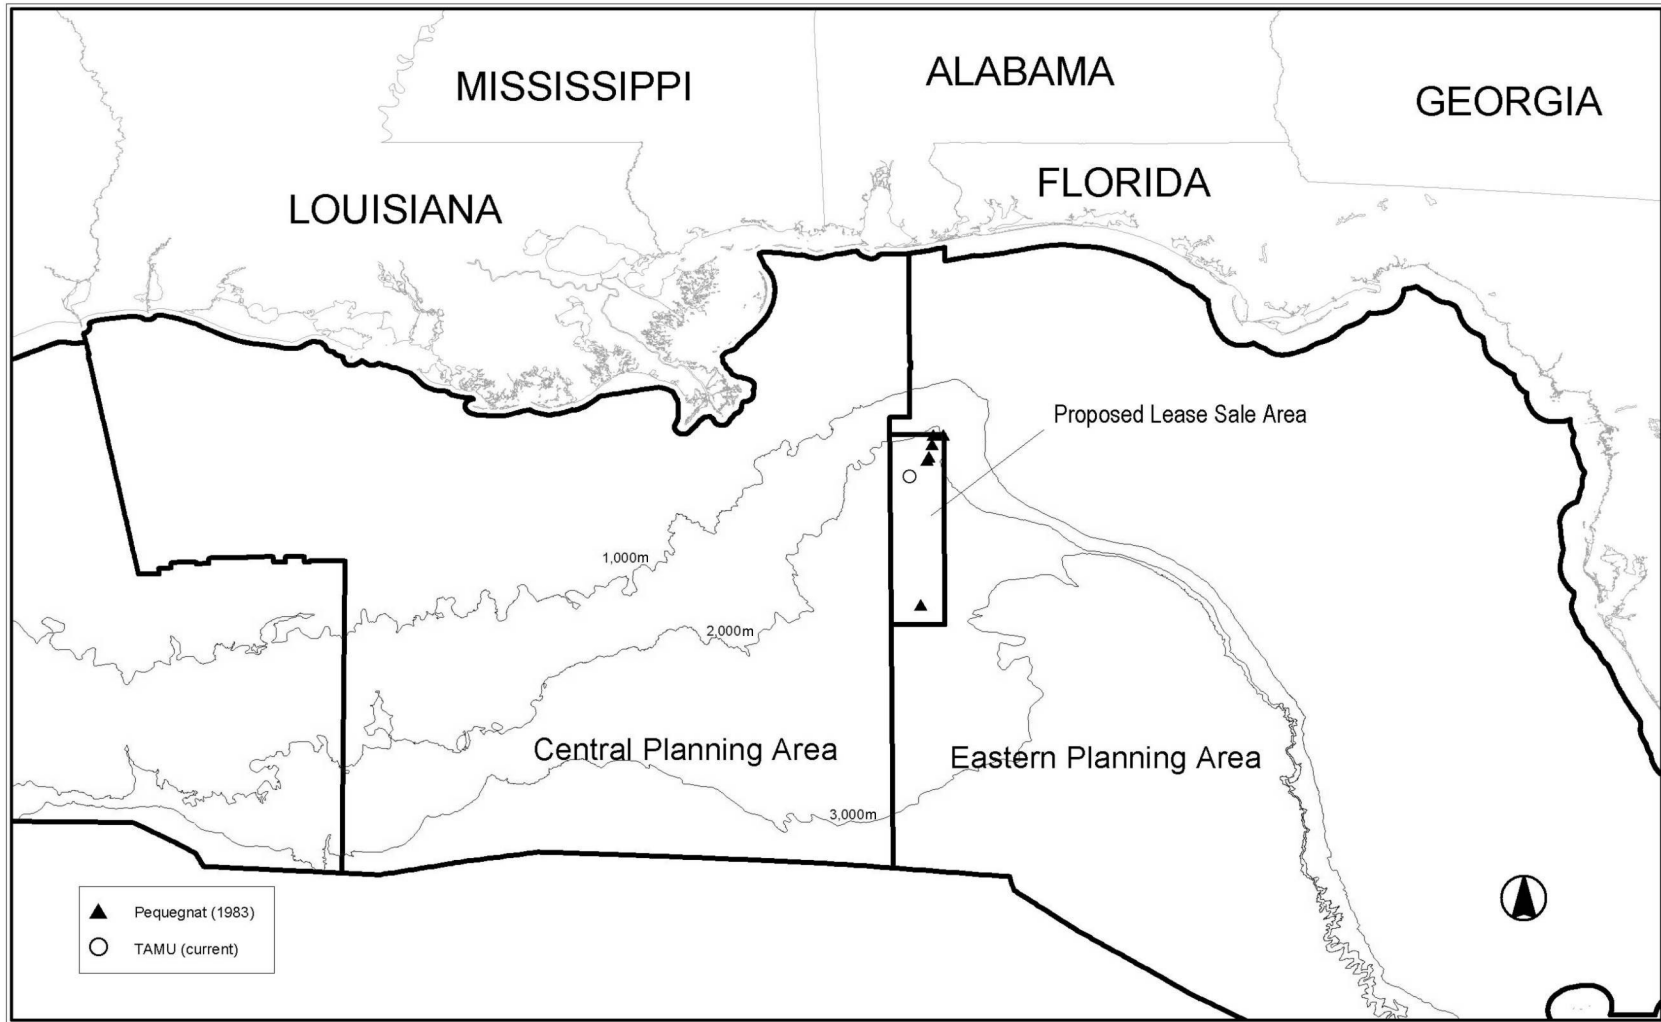 MISSISSIPPI
ALABAMA
GEORGIA
LOUISIANA
FLORIDA
Proposed Lease Sale Area
1,000m
2,000m
Central Planning Area
Eastern Planning Area
3,000m
Pequegnat (1983)
TAMU (current)